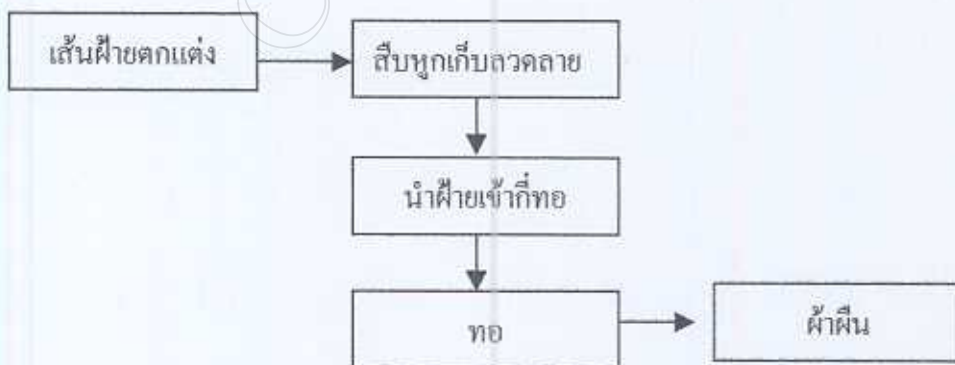 เส้นฝ้ายตกแต่ง
สืบหูกเก็บลวดลาย
นำฝ้ายเข้ากี่ทอ
ทอ
ผ้าผืน